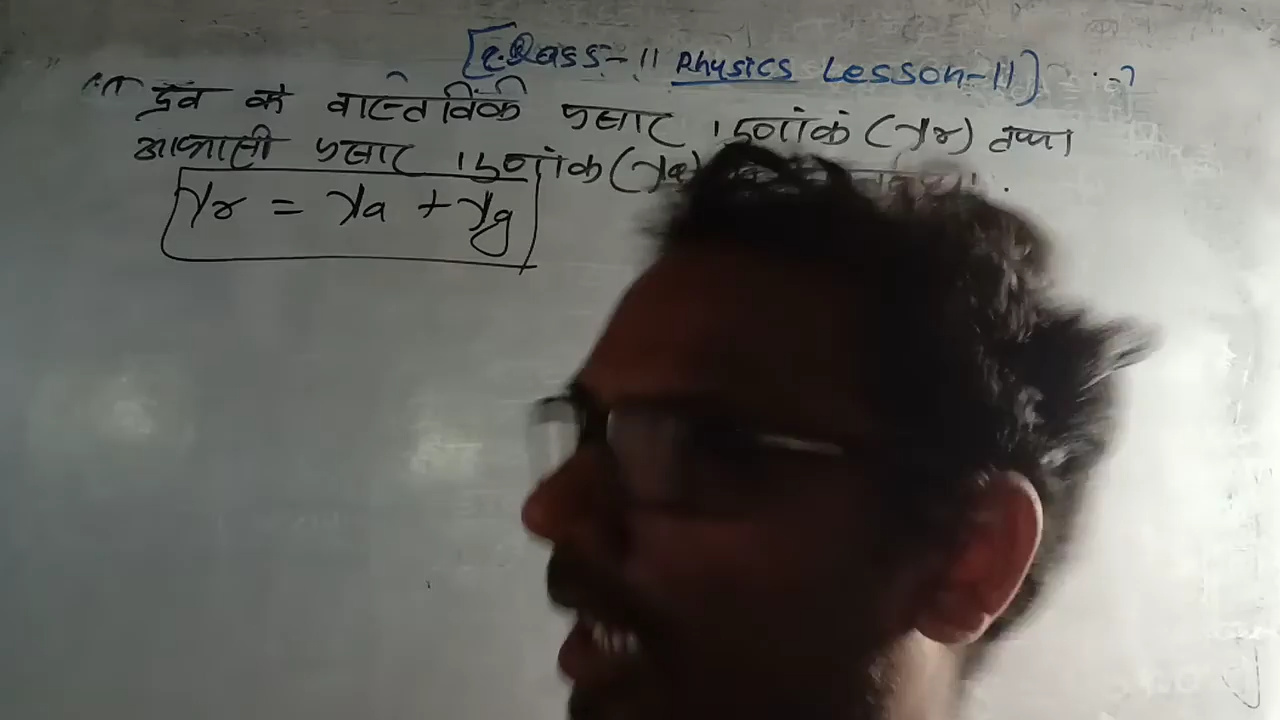 [Class-11 Physics Lesson-11]
द्रव के वास्तविक प्रसार गुणांक (γr) तथा
आभासी प्रसार गुणांक (γa)
γr = γa + γg